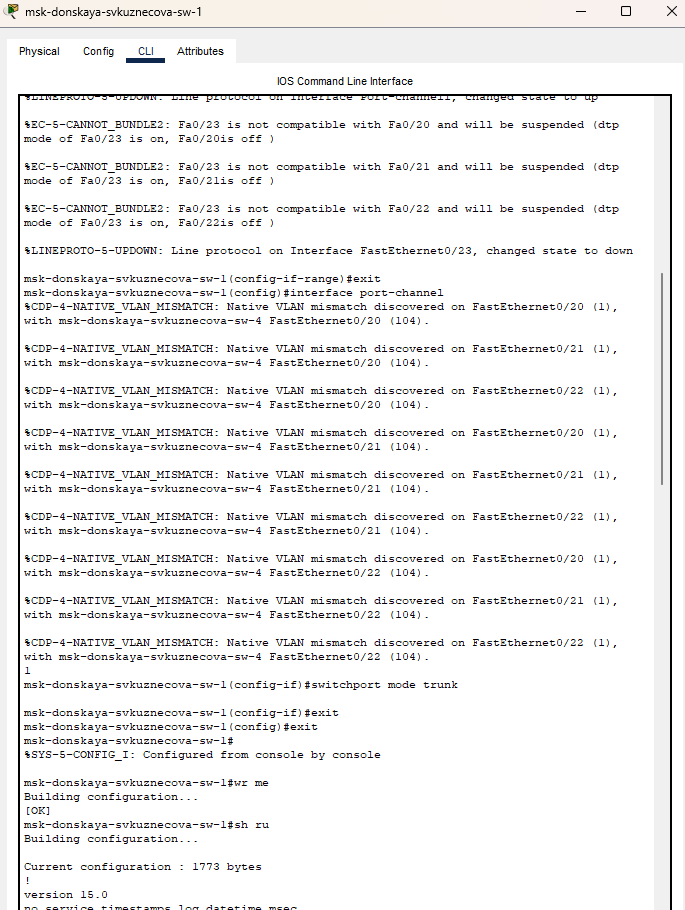 msk-donskaya-svkuznecova-sw-1
Physical Config CLI Attributes
IOS Command Line Interface
%LINEPROTO-5-UPDOWN: Line protocol on Interface Port-channel1, changed state to up
%EC-5-CANNOT_BUNDLE2: Fa0/23 is not compatible with Fa0/20 and will be suspended (dtp
mode of Fa0/23 is on, Fa0/20is off )
%EC-5-CANNOT_BUNDLE2: Fa0/23 is not compatible with Fa0/21 and will be suspended (dtp
mode of Fa0/23 is on, Fa0/21is off )
%EC-5-CANNOT_BUNDLE2: Fa0/23 is not compatible with Fa0/22 and will be suspended (dtp
mode of Fa0/23 is on, Fa0/22is off )
%LINEPROTO-5-UPDOWN: Line protocol on Interface FastEthernet0/23, changed state to down
msk-donskaya-svkuznecova-sw-1(config-if-range)#exit
msk-donskaya-svkuznecova-sw-1(config)#interface port-channel
%CDP-4-NATIVE_VLAN_MISMATCH: Native VLAN mismatch discovered on FastEthernet0/20 (1),
with msk-donskaya-svkuznecova-sw-4 FastEthernet0/20 (104).
%CDP-4-NATIVE_VLAN_MISMATCH: Native VLAN mismatch discovered on FastEthernet0/21 (1),
with msk-donskaya-svkuznecova-sw-4 FastEthernet0/20 (104).
%CDP-4-NATIVE_VLAN_MISMATCH: Native VLAN mismatch discovered on FastEthernet0/22 (1),
with msk-donskaya-svkuznecova-sw-4 FastEthernet0/20 (104).
%CDP-4-NATIVE_VLAN_MISMATCH: Native VLAN mismatch discovered on FastEthernet0/20 (1),
with msk-donskaya-svkuznecova-sw-4 FastEthernet0/21 (104).
%CDP-4-NATIVE_VLAN_MISMATCH: Native VLAN mismatch discovered on FastEthernet0/21 (1),
with msk-donskaya-svkuznecova-sw-4 FastEthernet0/21 (104).
%CDP-4-NATIVE_VLAN_MISMATCH: Native VLAN mismatch discovered on FastEthernet0/22 (1),
with msk-donskaya-svkuznecova-sw-4 FastEthernet0/21 (104).
%CDP-4-NATIVE_VLAN_MISMATCH: Native VLAN mismatch discovered on FastEthernet0/20 (1),
with msk-donskaya-svkuznecova-sw-4 FastEthernet0/22 (104).
%CDP-4-NATIVE_VLAN_MISMATCH: Native VLAN mismatch discovered on FastEthernet0/21 (1),
with msk-donskaya-svkuznecova-sw-4 FastEthernet0/22 (104).
%CDP-4-NATIVE_VLAN_MISMATCH: Native VLAN mismatch discovered on FastEthernet0/22 (1),
with msk-donskaya-svkuznecova-sw-4 FastEthernet0/22 (104).
1
msk-donskaya-svkuznecova-sw-1(config-if)#switchport mode trunk
msk-donskaya-svkuznecova-sw-1(config-if)#exit
msk-donskaya-svkuznecova-sw-1(config)#exit
msk-donskaya-svkuznecova-sw-1#
%SYS-5-CONFIG_I: Configured from console by console
msk-donskaya-svkuznecova-sw-1#wr me
Building configuration...
[OK]
msk-donskaya-svkuznecova-sw-1#sh ru
Building configuration...
Current configuration : 1773 bytes
!
version 15.0
no service timestamps log datetime msec